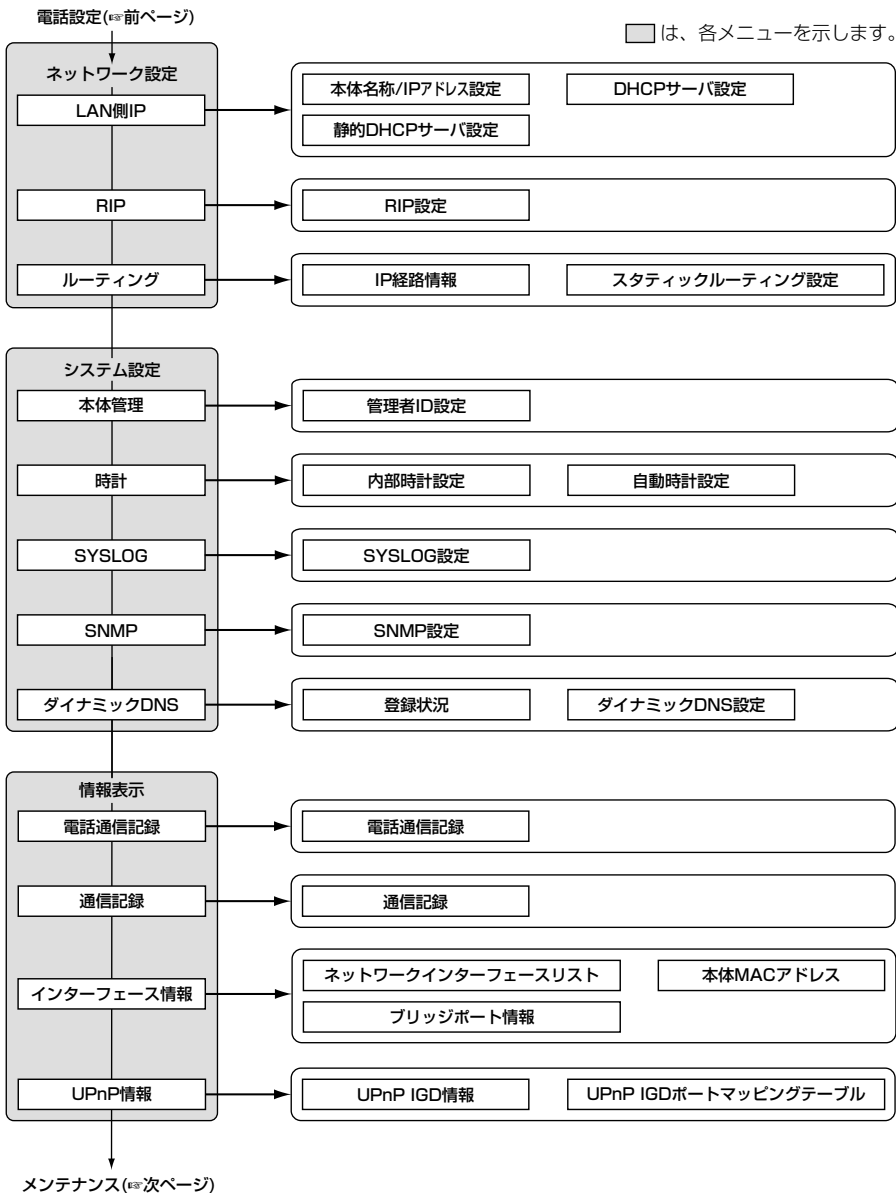 電話設定(☞前ページ)
は、各メニューを示します。
ネットワーク設定
LAN側IP
本体名称/IPアドレス設定
DHCPサーバ設定
静的DHCPサーバ設定
RIP
RIP設定
ルーティング
IP経路情報
スタティックルーティング設定
システム設定
本体管理
管理者ID設定
時計
内部時計設定
自動時計設定
SYSLOG
SYSLOG設定
SNMP
SNMP設定
ダイナミックDNS
登録状況
ダイナミックDNS設定
情報表示
電話通信記録
電話通信記録
通信記録
通信記録
インターフェース情報
ネットワークインターフェースリスト
本体MACアドレス
ブリッジポート情報
UPnP情報
UPnP IGD情報
UPnP IGDポートマッピングテーブル
メンテナンス(☞次ページ)